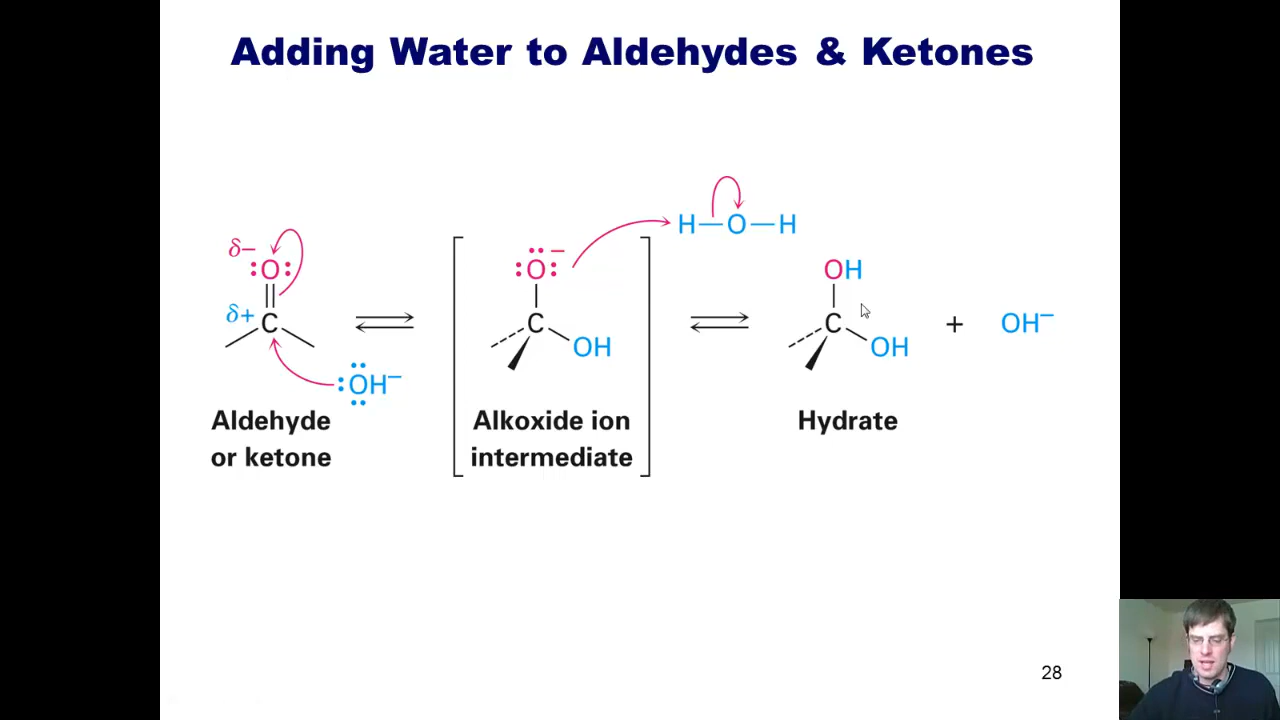 Adding Water to Aldehydes & Ketones
H—O—H
δ−
:O:
δ+
C
:OH−
:O:−
C
OH
OH
C
OH
+
OH−
Aldehyde
or ketone
Alkoxide ion
intermediate
Hydrate
28